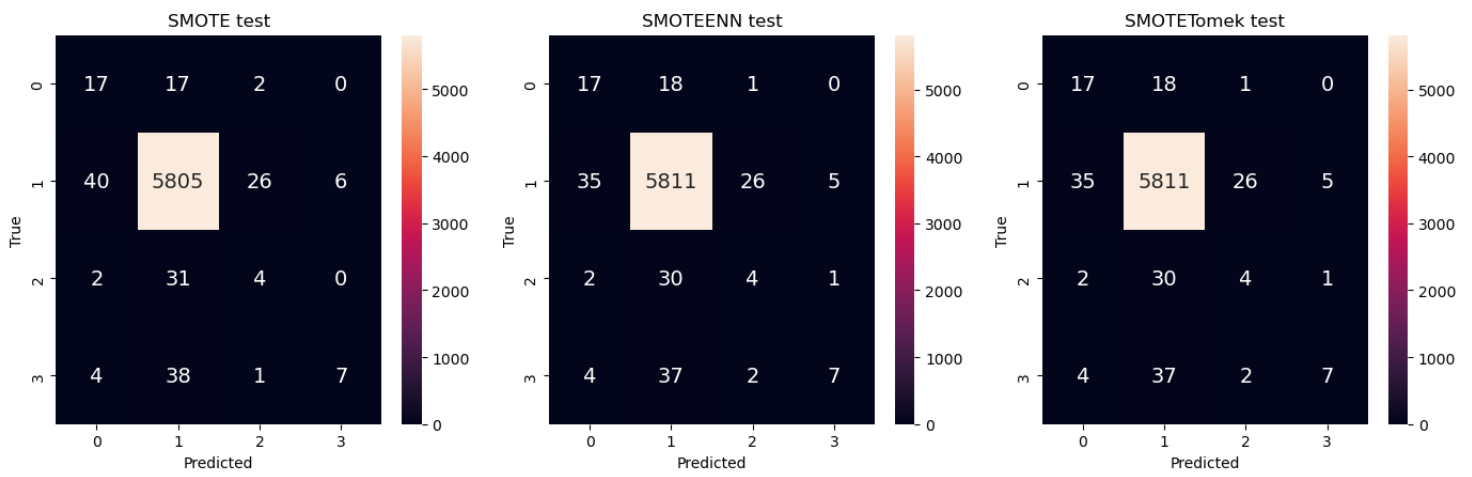 SMOTE test
True
0 17 17 2 0
1 40 5805 26 6
2 2 31 4 0
3 4 38 1 7
0 1 2 3
Predicted
5000
4000
3000
2000
1000
0
SMOTEENN test
True
0 17 18 1 0
1 35 5811 26 5
2 2 30 4 1
3 4 37 2 7
0 1 2 3
Predicted
5000
4000
3000
2000
1000
0
SMOTETomek test
True
0 17 18 1 0
1 35 5811 26 5
2 2 30 4 1
3 4 37 2 7
0 1 2 3
Predicted
5000
4000
3000
2000
1000
0